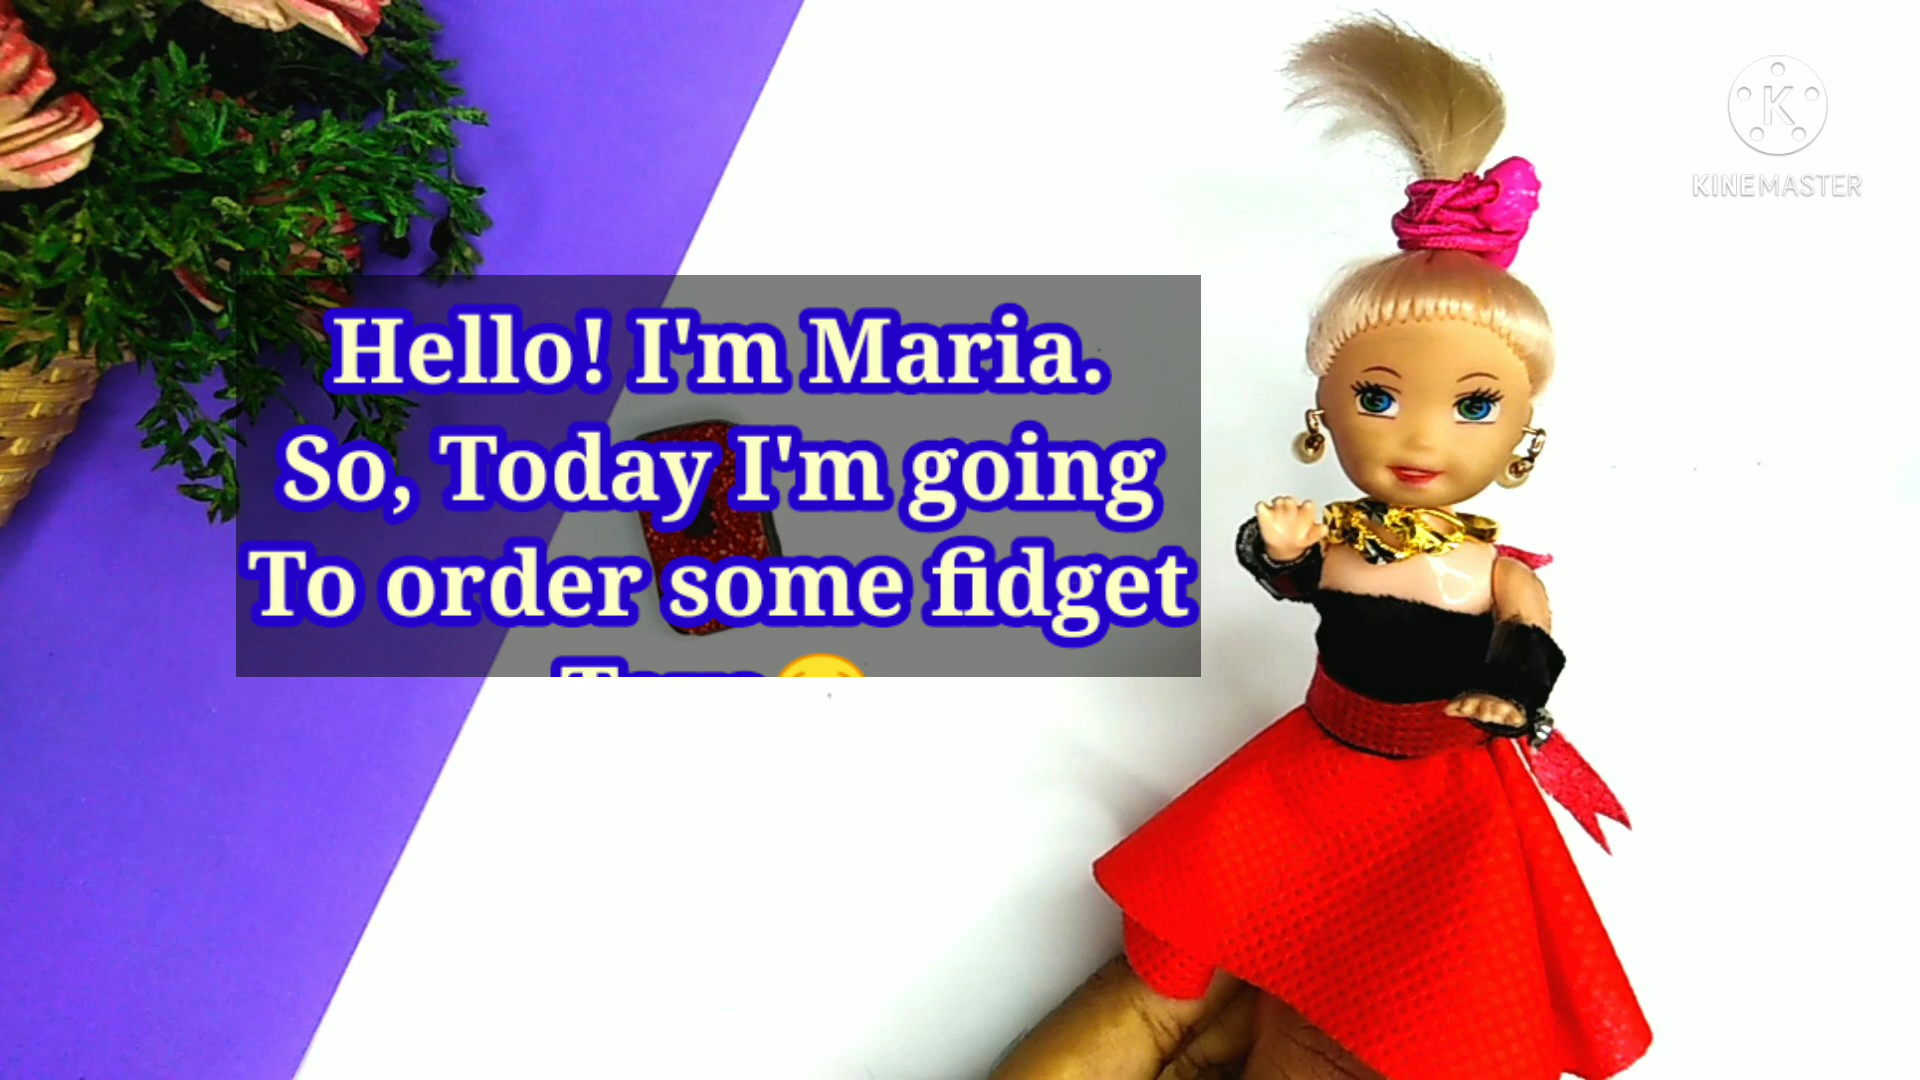 Hello! I'm Maria.
So, Today I'm going
To order some fidget
K
KINEMASTER